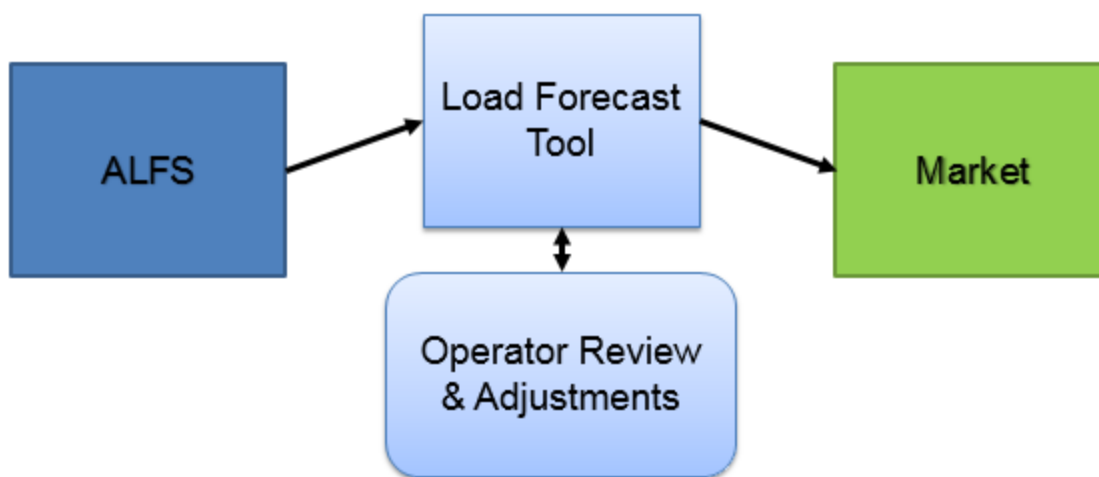 ALFS
Load Forecast
Tool
Market
Operator Review
& Adjustments